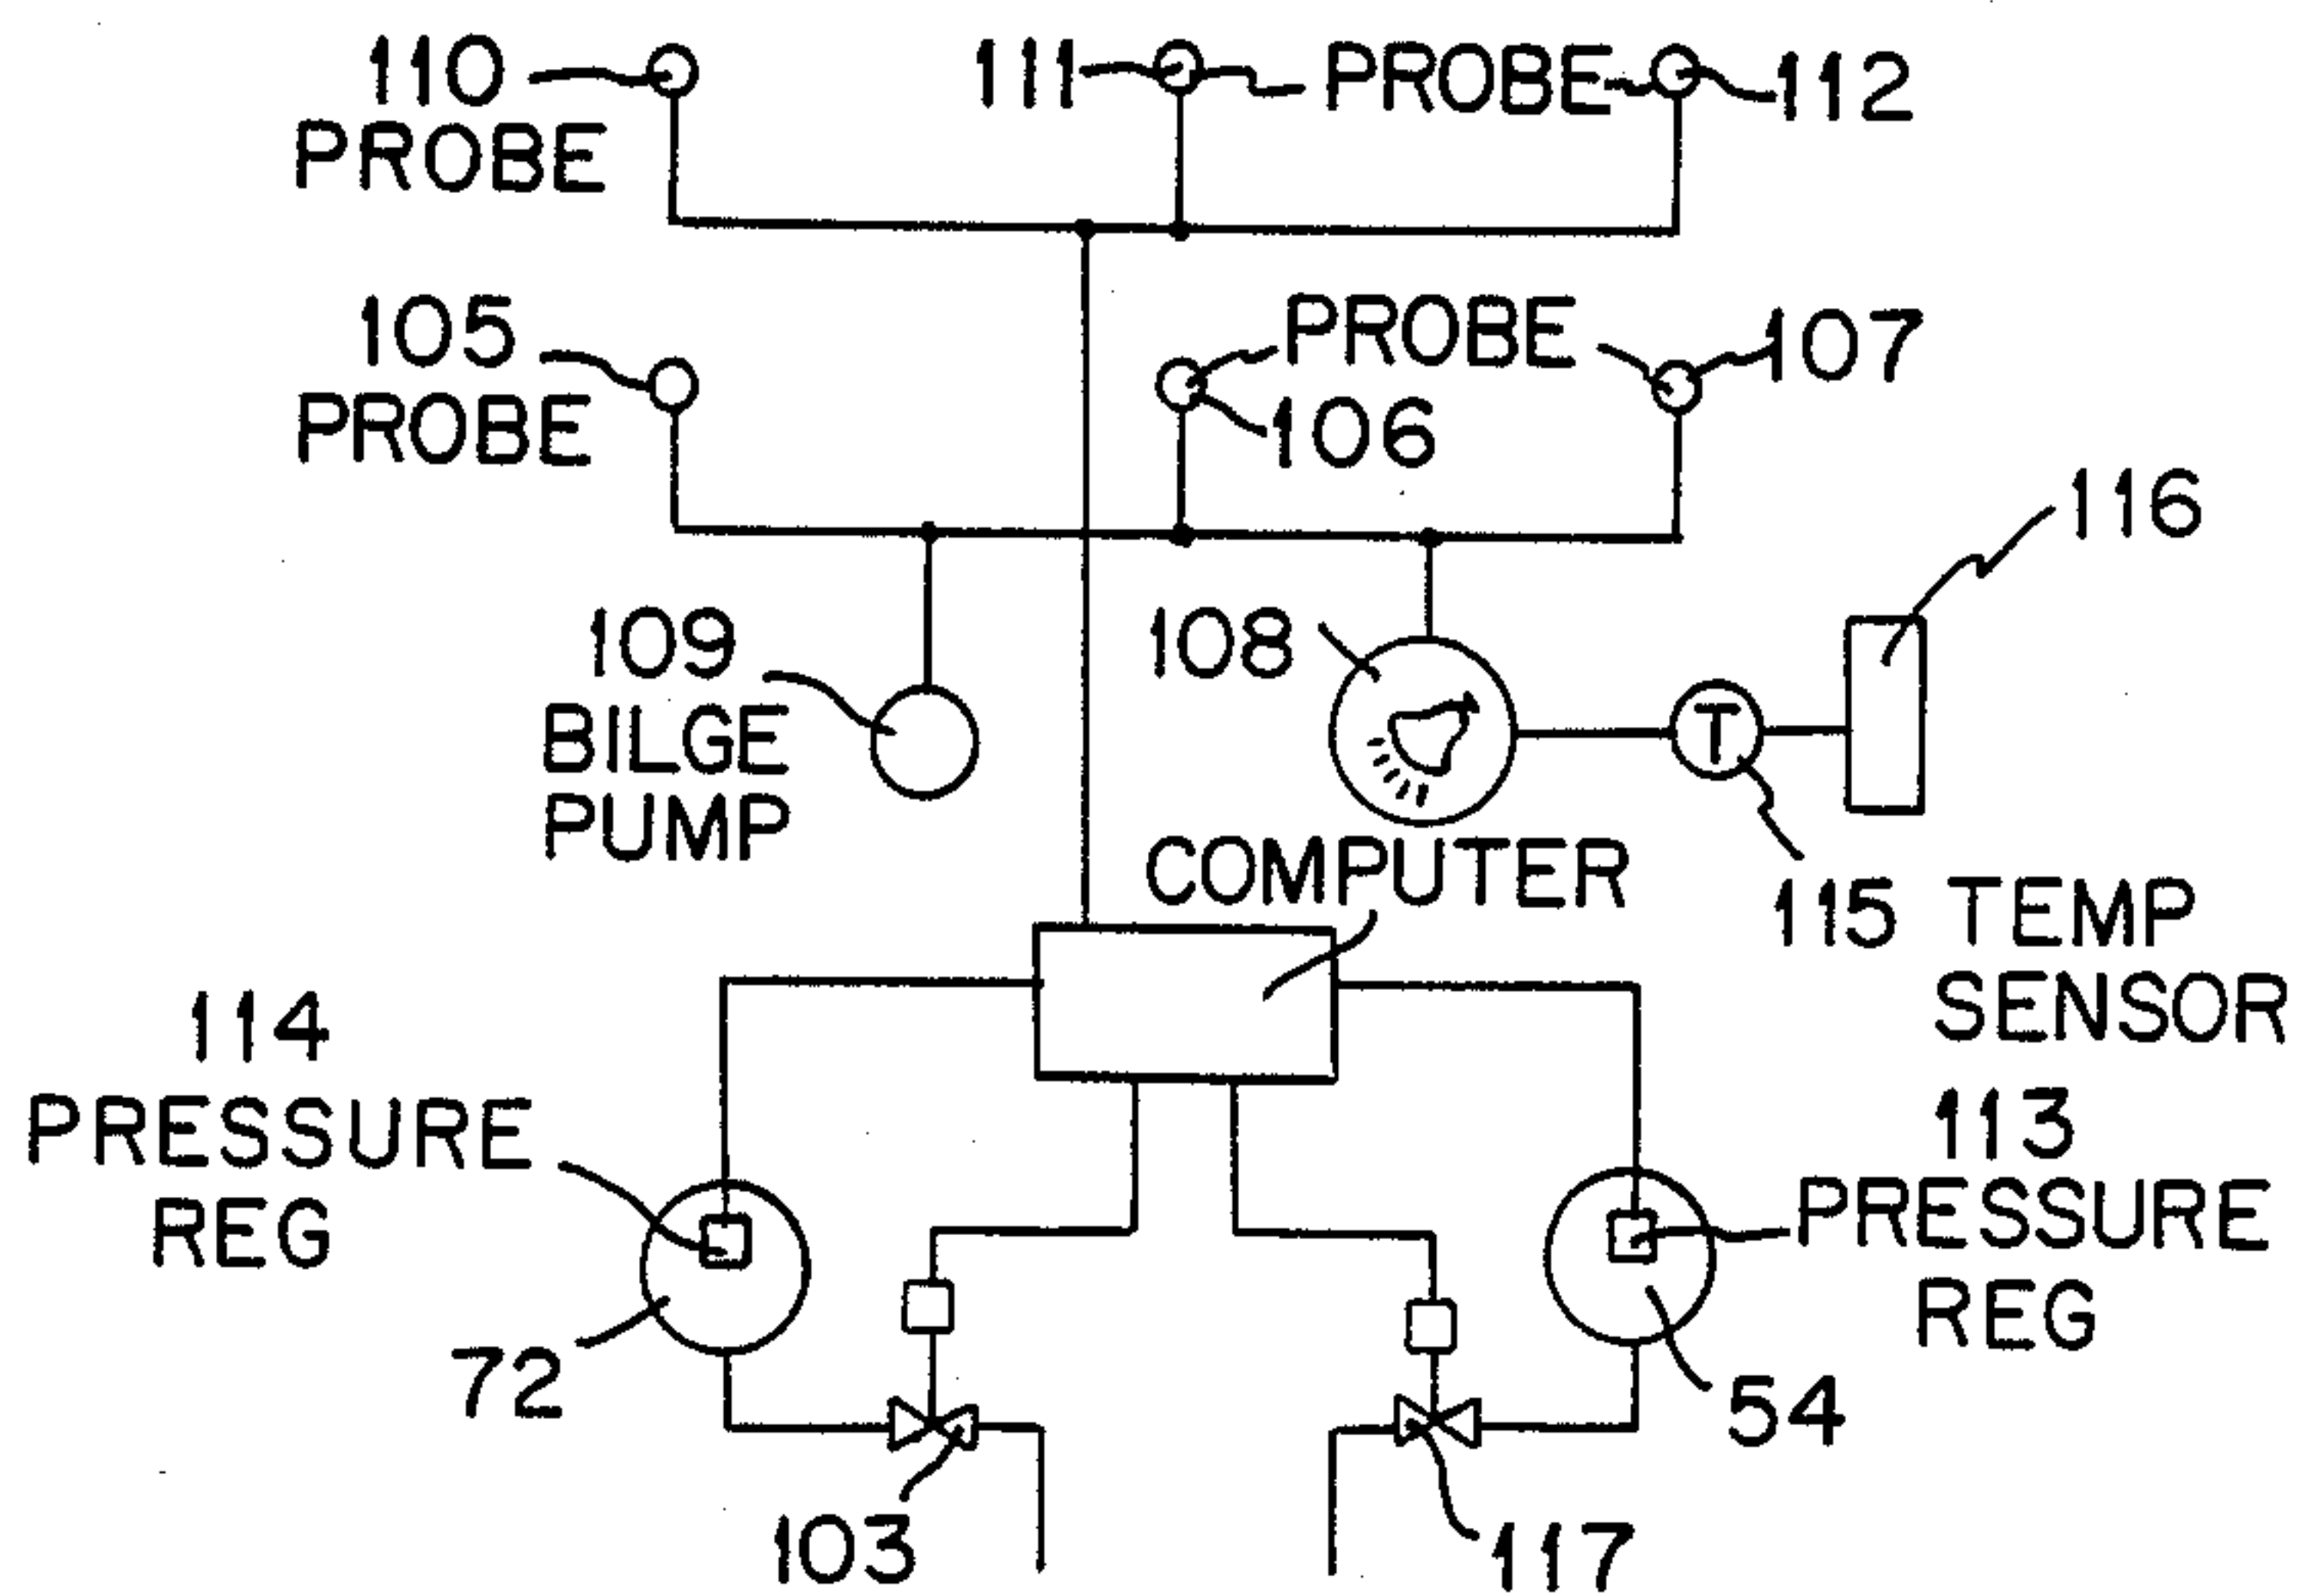 110
PROBE
111
PROBE
112
105
PROBE
PROBE
106
107
116
109
BILGE
PUMP
108
T
115 TEMP
SENSOR
COMPUTER
114
PRESSURE
REG
113
PRESSURE
REG
72
54
103
117